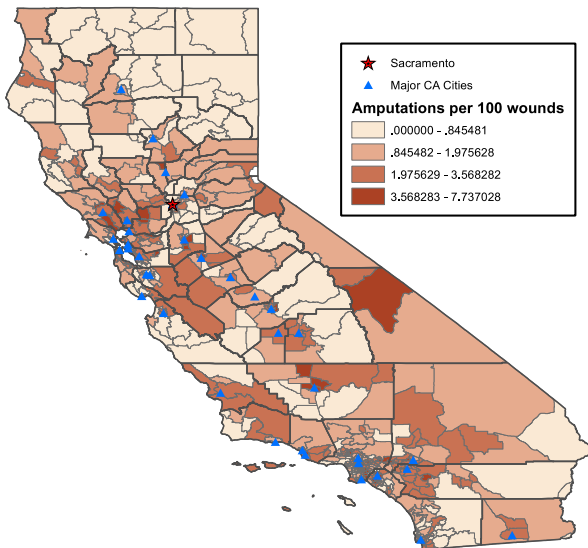 Sacramento
Major CA Cities
Amputations per 100 wounds
.000000 - .845481
.845482 - 1.975628
1.975629 - 3.568282
3.568283 - 7.737028